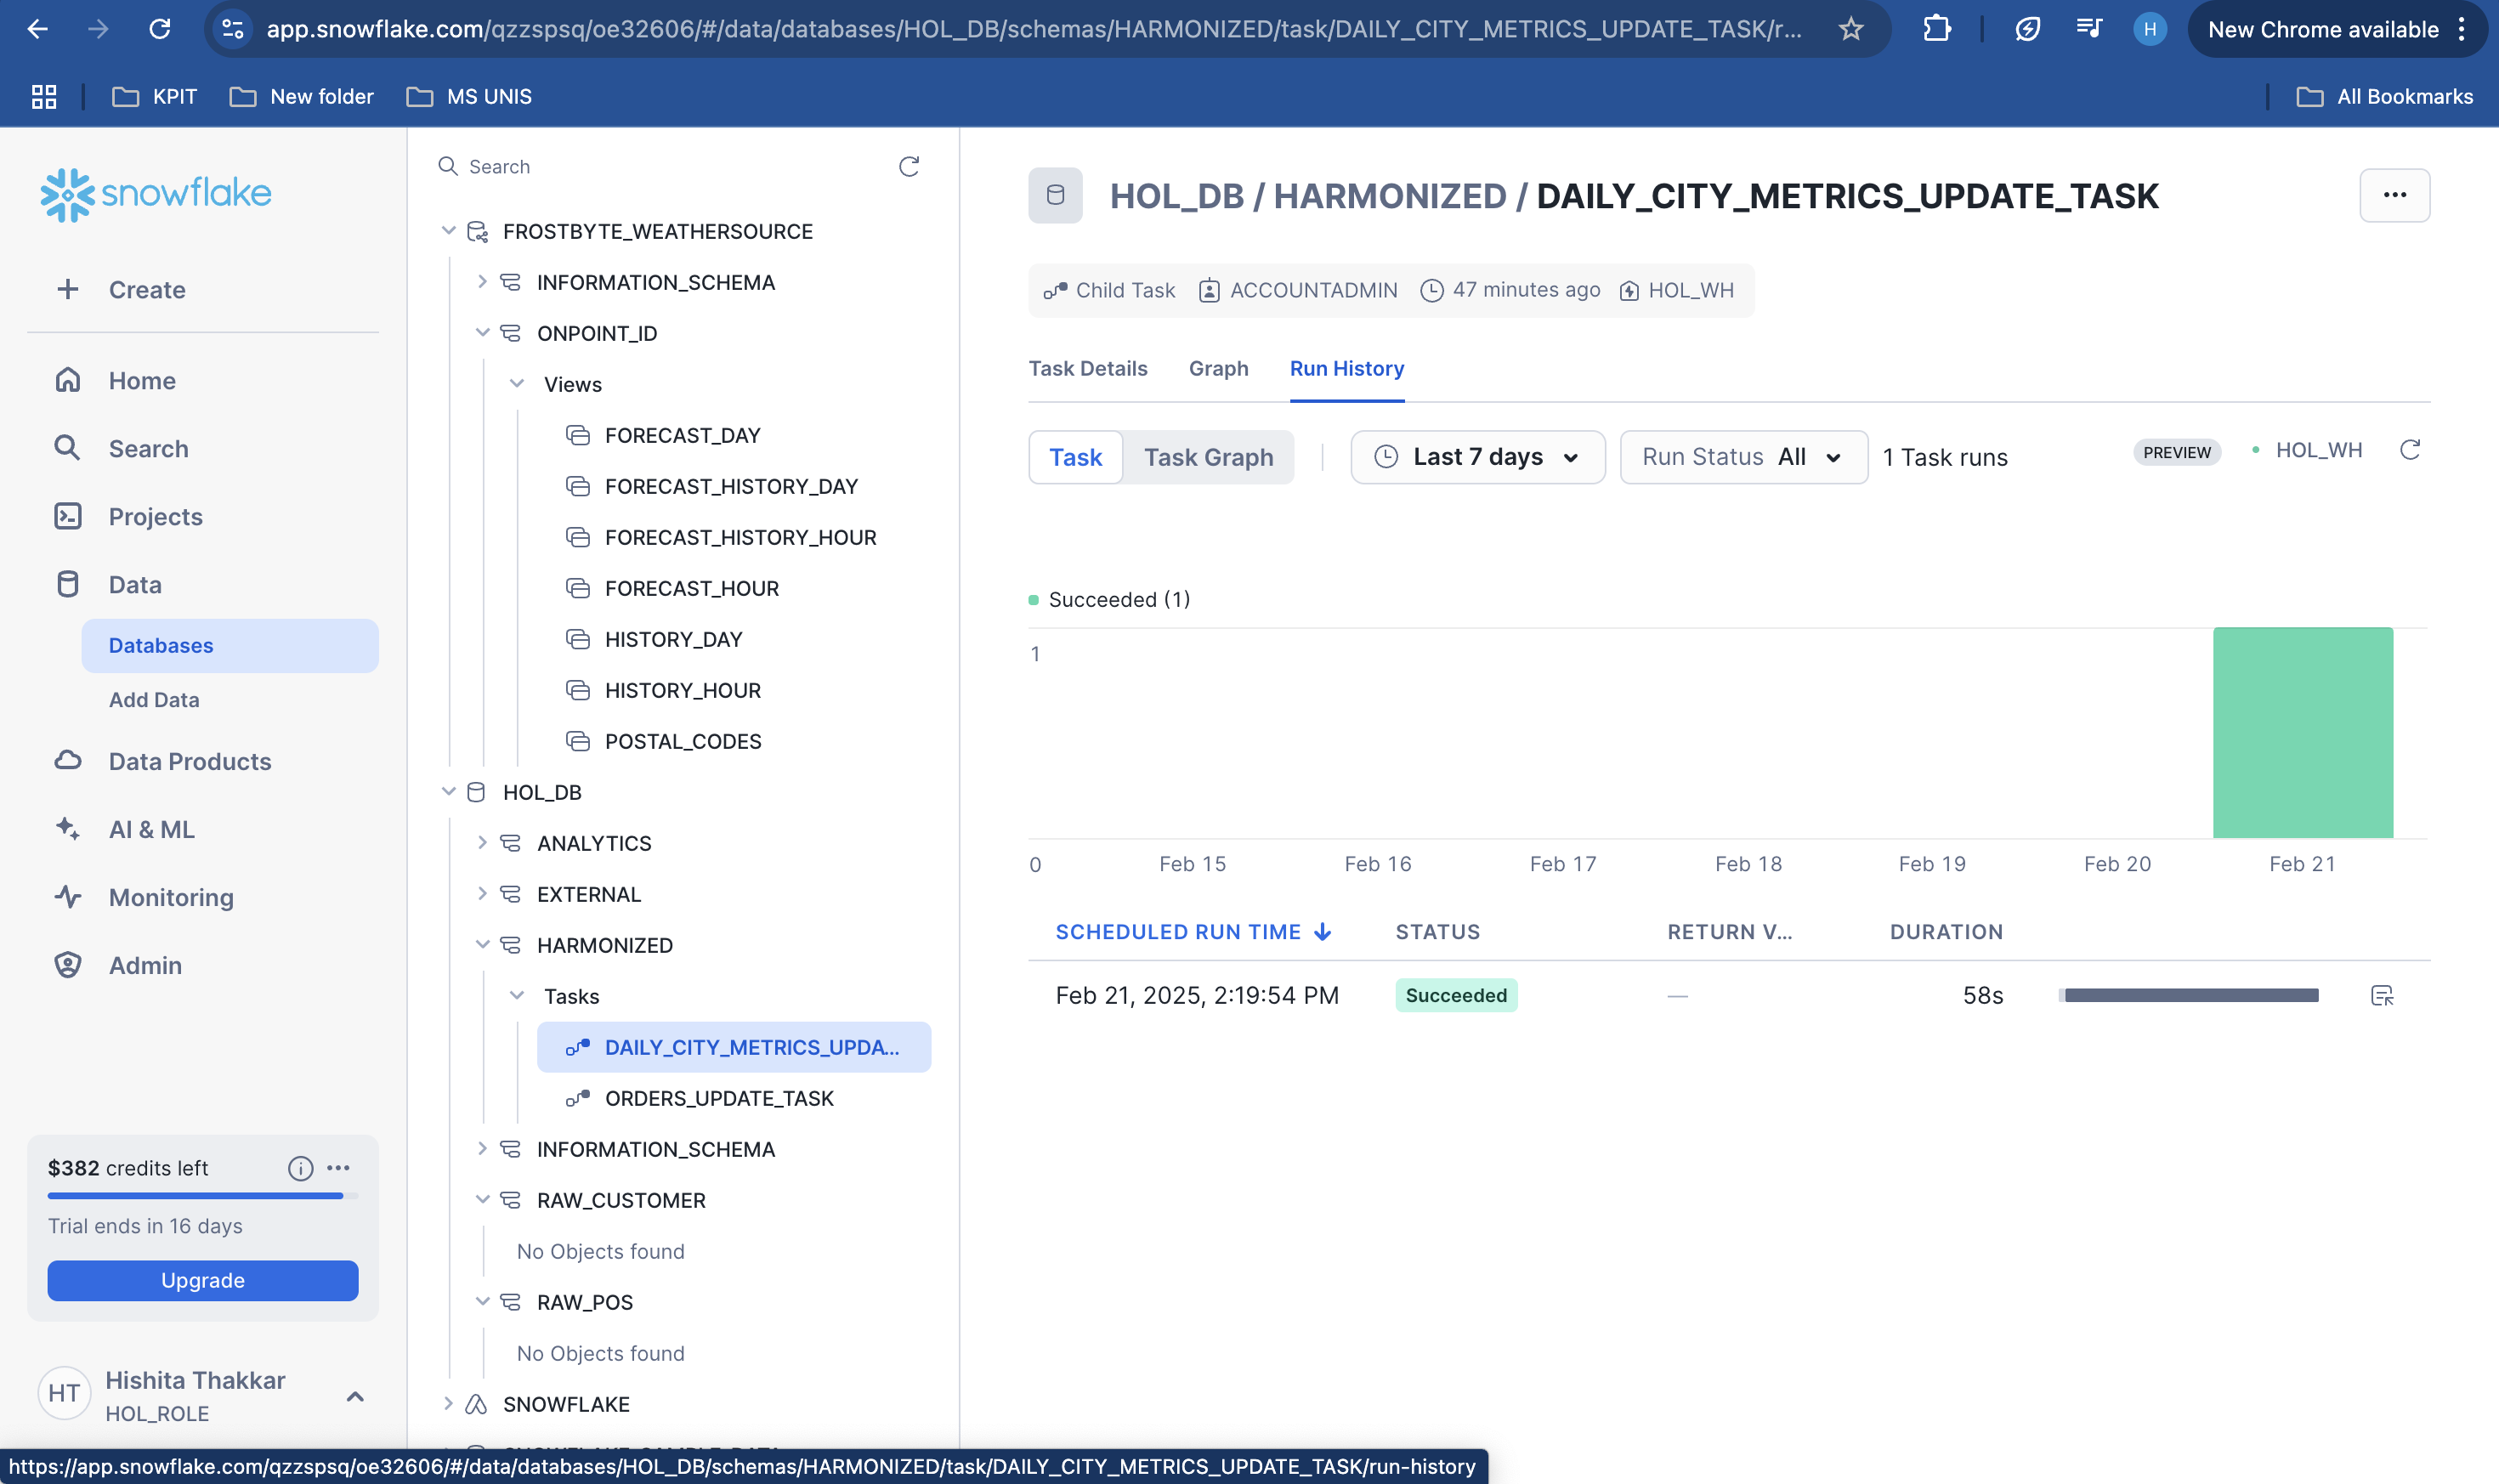 app.snowflake.com/qzzspsq/oe32606/#/data/databases/HOL_DB/schemas/HARMONIZED/task/DAILY_CITY_METRICS_UPDATE_TASK/r...
H
New Chrome available
KPIT
New folder
MS UNIS
All Bookmarks
snowflake
Create
Home
Search
Projects
Data
Databases
Add Data
Data Products
AI & ML
Monitoring
Admin
$382 credits left
Trial ends in 16 days
Upgrade
HT
Hishita Thakkar
HOL_ROLE
Search
FROSTBYTE_WEATHERSOURCE
INFORMATION_SCHEMA
ONPOINT_ID
Views
FORECAST_DAY
FORECAST_HISTORY_DAY
FORECAST_HISTORY_HOUR
FORECAST_HOUR
HISTORY_DAY
HISTORY_HOUR
POSTAL_CODES
HOL_DB
ANALYTICS
EXTERNAL
HARMONIZED
Tasks
DAILY_CITY_METRICS_UPDA...
ORDERS_UPDATE_TASK
INFORMATION_SCHEMA
RAW_CUSTOMER
No Objects found
RAW_POS
No Objects found
SNOWFLAKE
HOL_DB / HARMONIZED / DAILY_CITY_METRICS_UPDATE_TASK
Child Task ACCOUNTADMIN 47 minutes ago HOL_WH
Task Details Graph Run History
Task Task Graph Last 7 days Run Status All 1 Task runs PREVIEW HOL_WH
Succeeded (1)
1
0 Feb 15 Feb 16 Feb 17 Feb 18 Feb 19 Feb 20 Feb 21
SCHEDULED RUN TIME STATUS RETURN V... DURATION
Feb 21, 2025, 2:19:54 PM Succeeded — 58s
https://app.snowflake.com/qzzspsq/oe32606/#/data/databases/HOL_DB/schemas/HARMONIZED/task/DAILY_CITY_METRICS_UPDATE_TASK/run-history